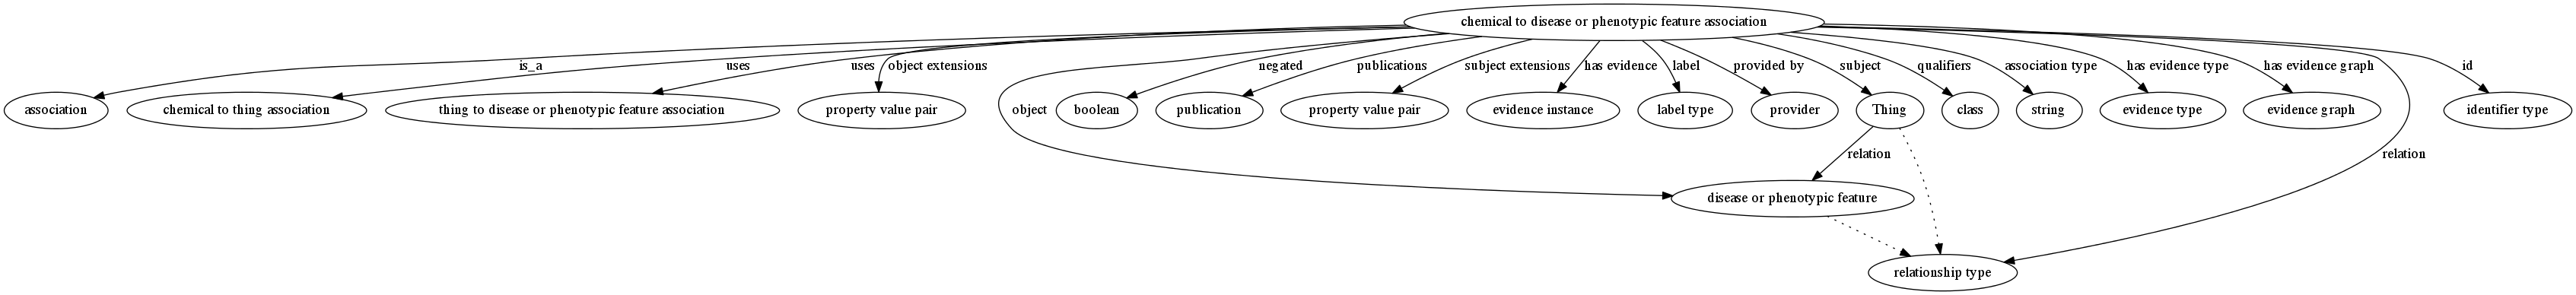 chemical to disease or phenotypic feature association
is_a
uses
uses
object extensions
negated
publications
subject extensions
has evidence
label
provided by
subject
qualifiers
association type
has evidence type
has evidence graph
id
association
chemical to thing association
thing to disease or phenotypic feature association
property value pair
object
boolean
publication
property value pair
evidence instance
label type
provider
Thing
class
string
evidence type
evidence graph
identifier type
relation
relation
disease or phenotypic feature
relationship type